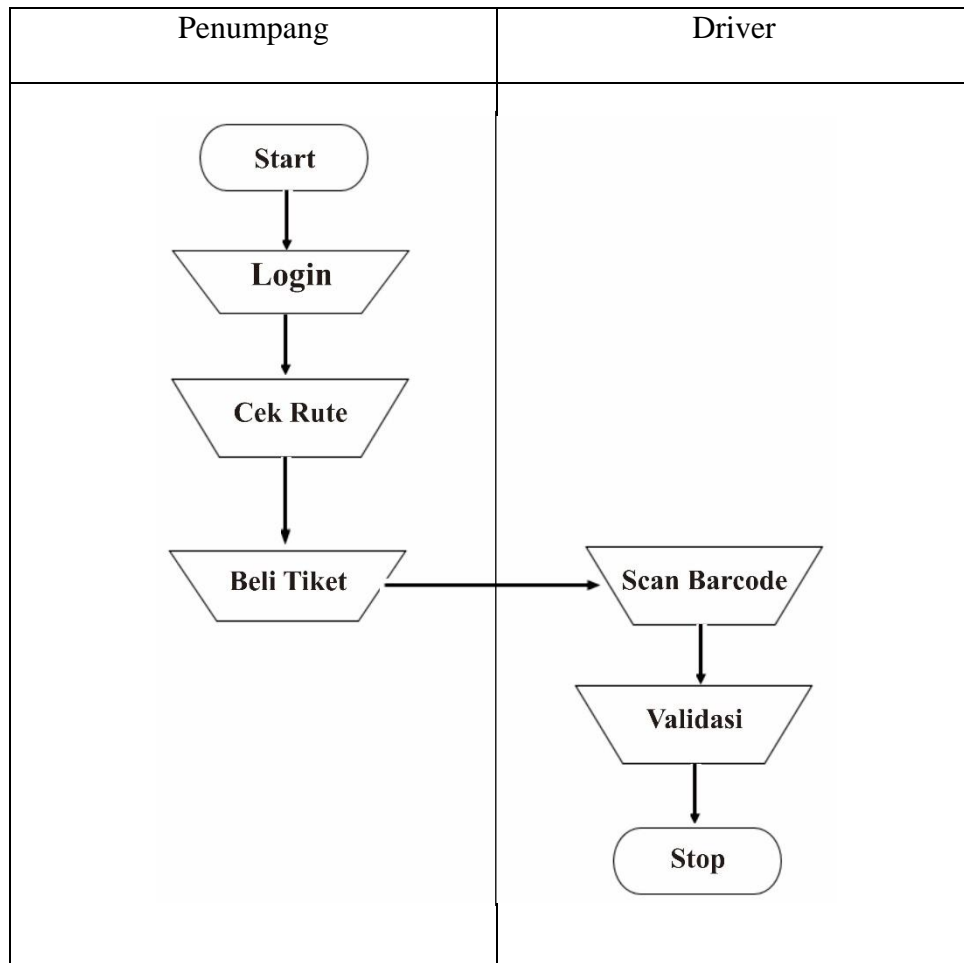 Penumpang
Driver
Start
Login
Cek Rute
Beli Tiket
Scan Barcode
Validasi
Stop